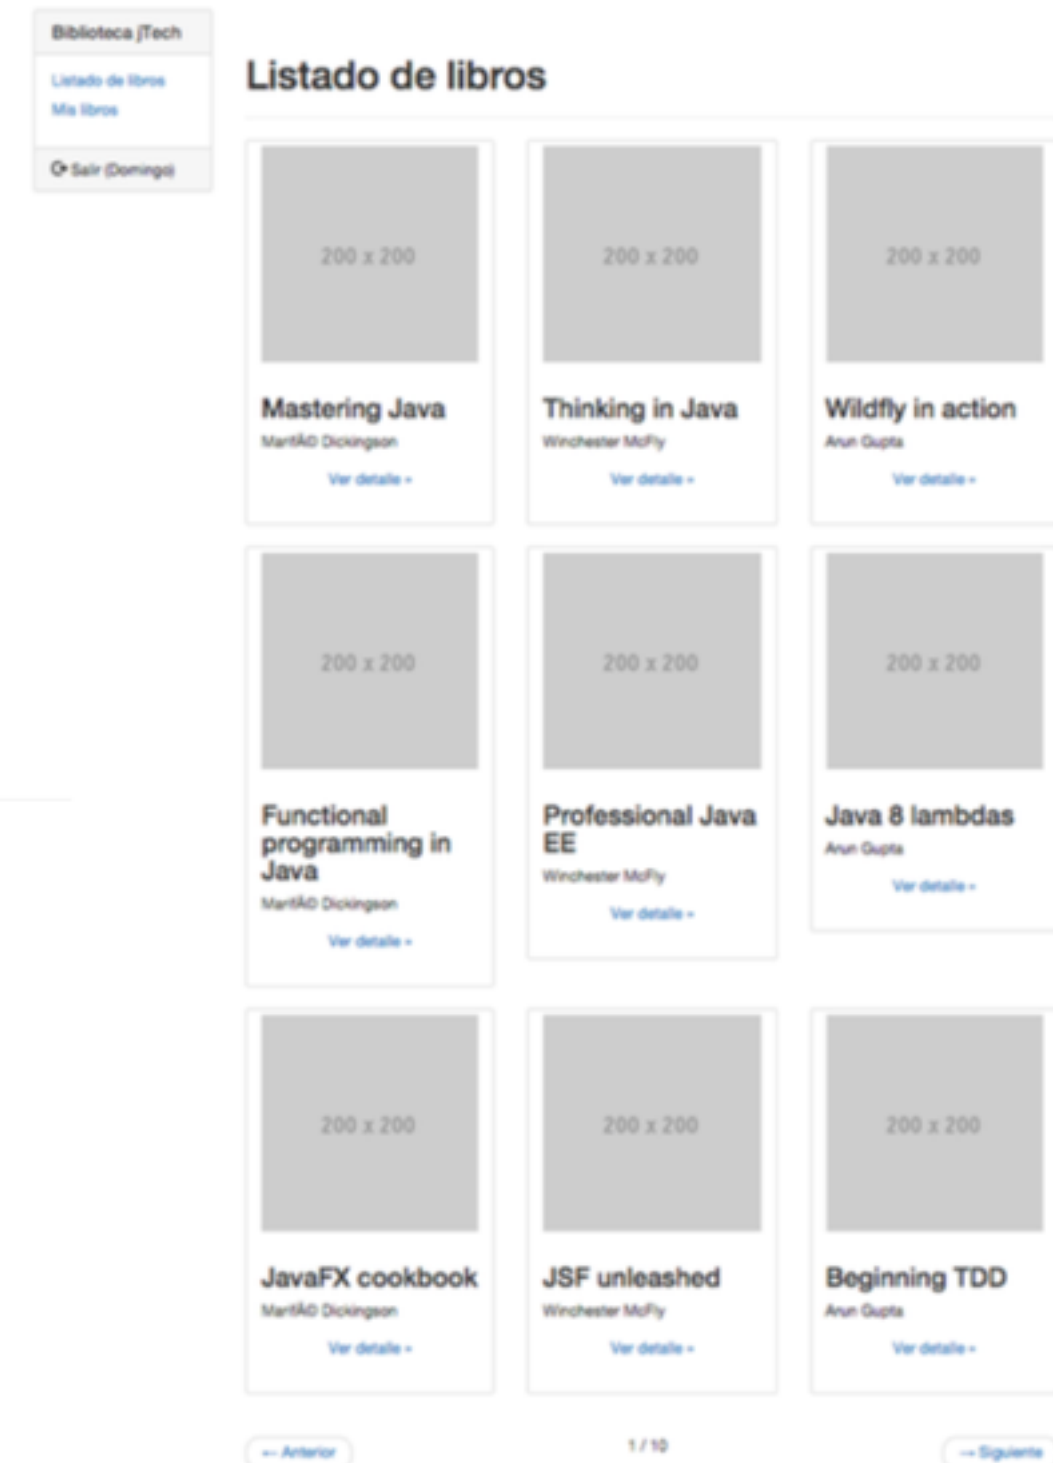 Biblioteca jTech
Listado de libros
Mis libros
Salir (Domingo)
Listado de libros
200 x 200
200 x 200
200 x 200
Mastering Java
Thinking in Java
Wildfly in action
MarifÃ© Dickingson
Winchester McFly
Arun Gupta
Ver detalle »
Ver detalle »
Ver detalle »
200 x 200
200 x 200
200 x 200
Functional
programming in
Java
MarifÃ© Dickingson
Ver detalle »
Professional Java
EE
Winchester McFly
Ver detalle »
Java 8 lambdas
Arun Gupta
Ver detalle »
200 x 200
200 x 200
200 x 200
JavaFX cookbook
JSF unleashed
Beginning TDD
MarifÃ© Dickingson
Winchester McFly
Arun Gupta
Ver detalle »
Ver detalle »
Ver detalle »
← Anterior
1 / 10
→ Siguiente